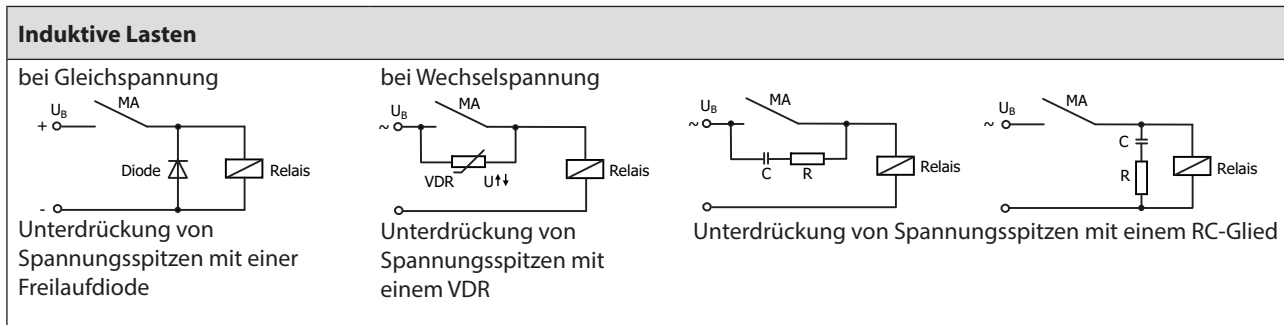 Induktive Lasten
bei Gleichspannung
U_B
MA
+
Diode
Relais
-
Unterdrückung von
Spannungsspitzen mit einer
Freilaufdiode
bei Wechselspannung
U_B
MA
~
VDR
U↑↓
Relais
Unterdrückung von
Spannungsspitzen mit
einem VDR
U_B
MA
~
C
R
Relais
U_B
MA
~
C
R
Relais
Unterdrückung von Spannungsspitzen mit einem RC-Glied